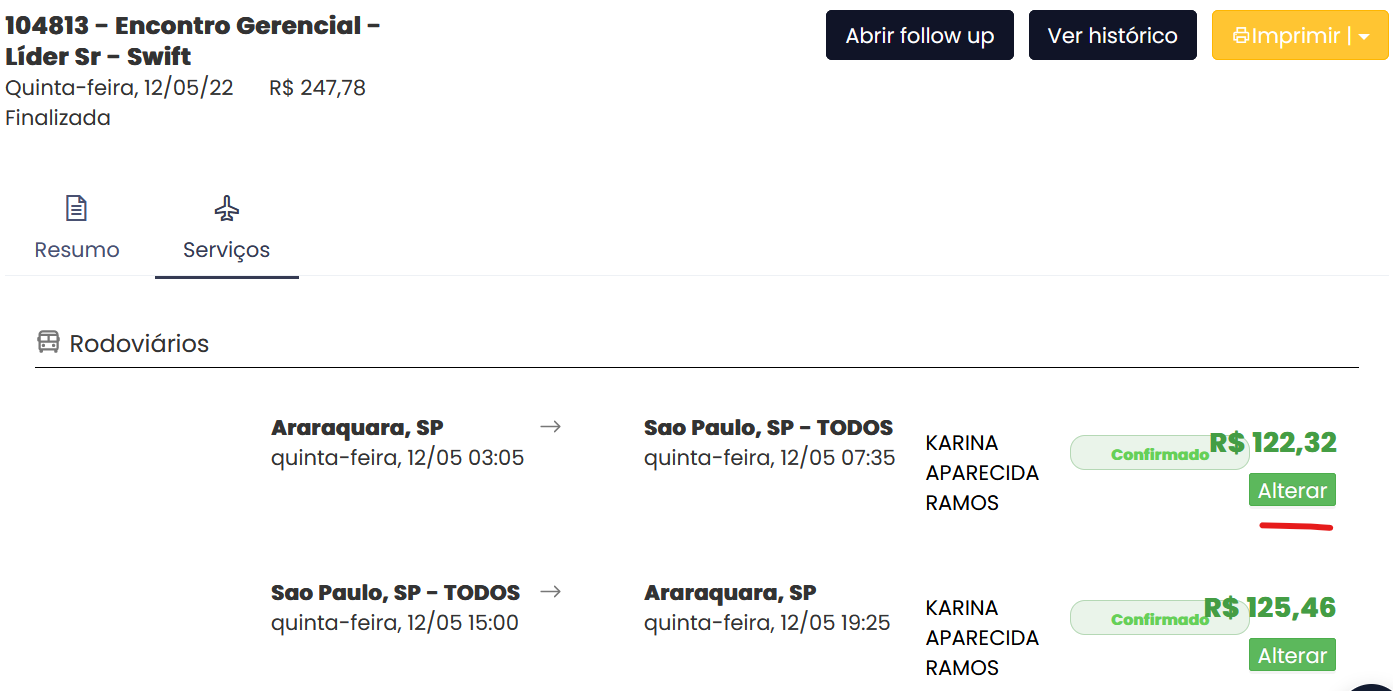 104813 – Encontro Gerencial –
Líder Sr – Swift
Quinta-feira, 12/05/22 R$ 247,78
Finalizada
Abrir follow up
Ver histórico
Imprimir |
Resumo
Serviços
Rodoviários
Araraquara, SP
quinta-feira, 12/05 03:05
Sao Paulo, SP - TODOS
quinta-feira, 12/05 07:35
KARINA
APARECIDA
RAMOS
Confirmado
R$ 122,32
Alterar
Sao Paulo, SP - TODOS
quinta-feira, 12/05 15:00
Araraquara, SP
quinta-feira, 12/05 19:25
KARINA
APARECIDA
RAMOS
Confirmado
R$ 125,46
Alterar